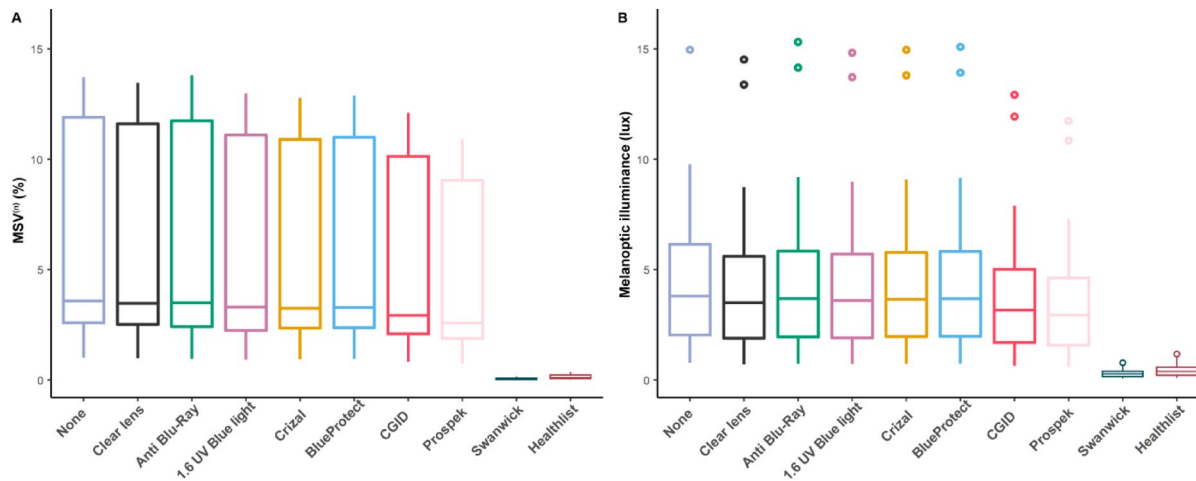 A
MSV⁽ⁿ⁾ (%)
15
10
5
0
None
Clear lens
Anti Blu-Ray
1.6 UV Blue light
Crizal
BlueProtect
CGID
Prospek
Swanwick
Healthlist
B
Melanoptic illuminance (lux)
15
10
5
0
None
Clear lens
Anti Blu-Ray
1.6 UV Blue light
Crizal
BlueProtect
CGID
Prospek
Swanwick
Healthlist